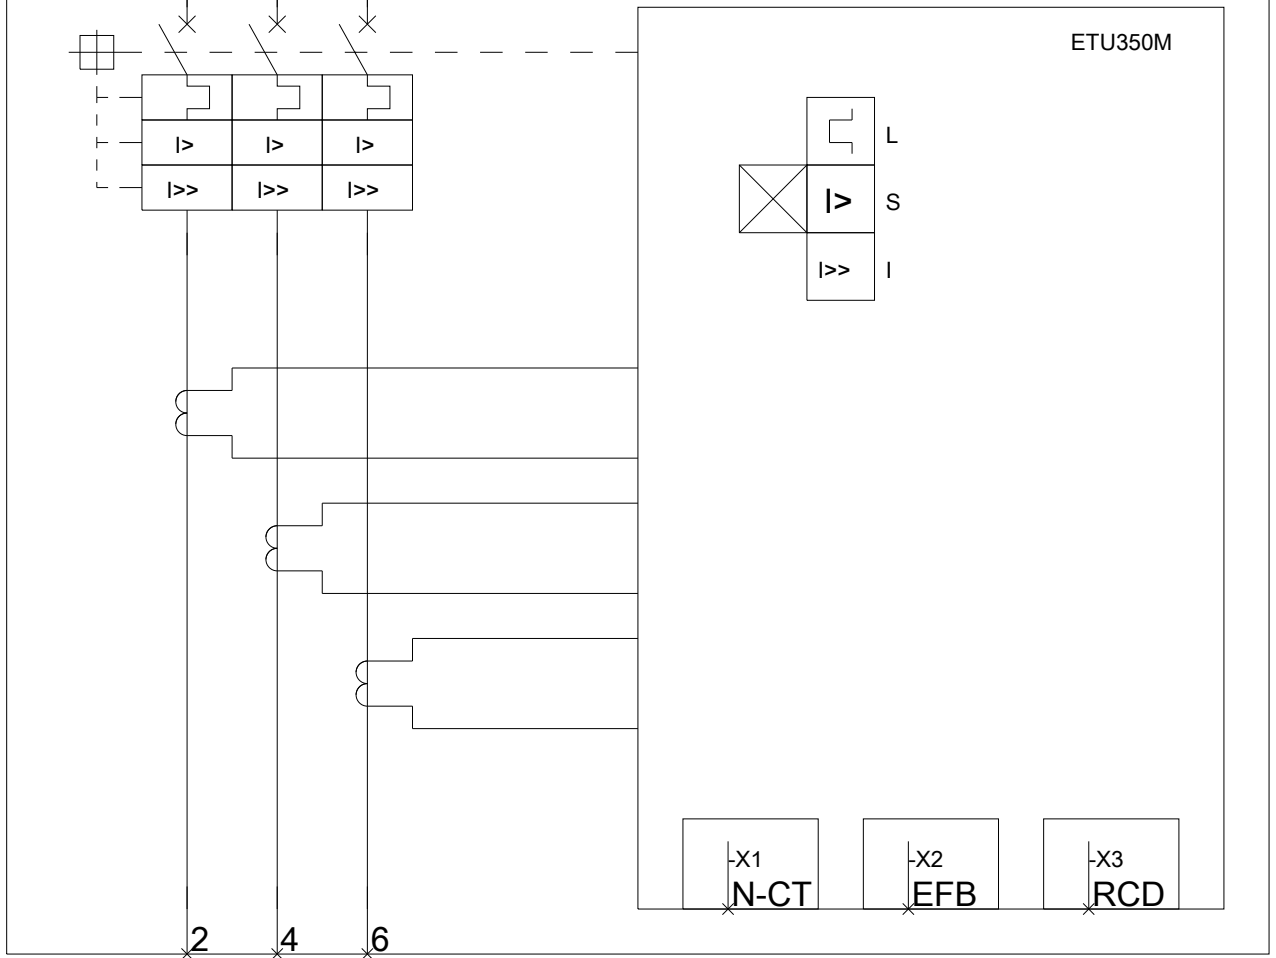 ETU350M
L
|> |> |>
|> S
|>> |>> |>>
|>> I
-X1 -X2 -X3
N-CT EFB RCD
2 4 6